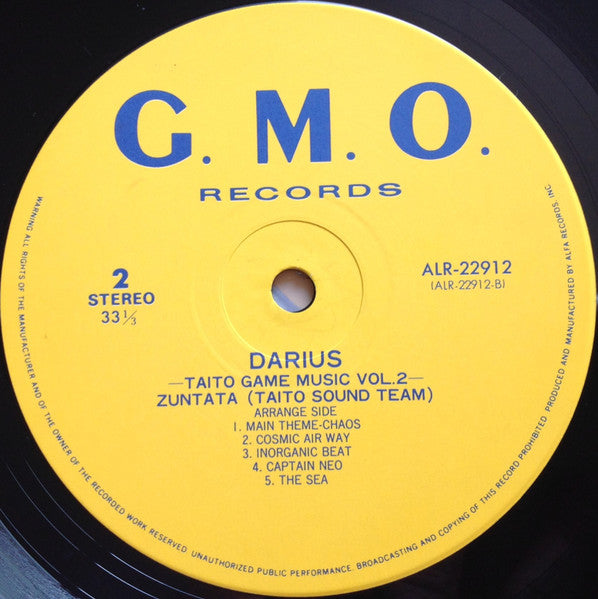 G. M. O.
RECORDS
2
STEREO
33 1/3
ALR-22912
(ALR-22912-B)
DARIUS
—TAITO GAME MUSIC VOL.2—
ZUNTATA (TAITO SOUND TEAM)
ARRANGE SIDE
1. MAIN THEME-CHAOS
2. COSMIC AIR WAY
3. INORGANIC BEAT
4. CAPTAIN NEO
5. THE SEA
WARNING ALL RIGHTS OF THE MANUFACTURER AND OF THE OWNER OF THE RECORDED WORK RESERVED. UNAUTHORIZED PUBLIC PERFORMANCE, BROADCASTING AND COPYING OF THIS RECORD PROHIBITED. PRODUCED AND MANUFACTURED BY ALFA RECORDS, INC.